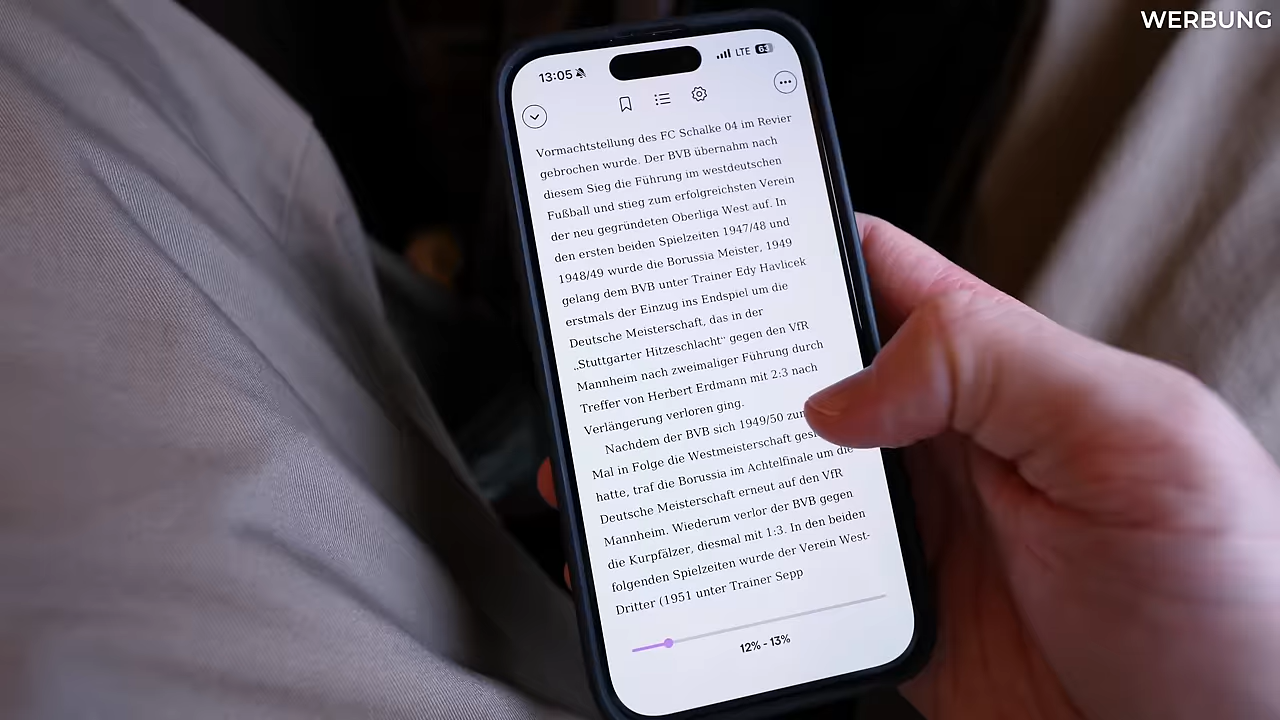 WERBUNG
13:05 LTE 63
Vormachtstellung des FC Schalke 04 im Revier
gebrochen wurde. Der BVB übernahm nach
diesem Sieg die Führung im westdeutschen
Fußball und stieg zum erfolgreichsten Verein
der neu gegründeten Oberliga West auf. In
den ersten beiden Spielzeiten 1947/48 und
1948/49 wurde die Borussia Meister, 1949
gelang dem BVB unter Trainer Edy Havlicek
erstmals der Einzug ins Endspiel um die
Deutsche Meisterschaft, das in der
„Stuttgarter Hitzeschlacht“ gegen den VfR
Mannheim nach zweimaliger Führung durch
Treffer von Herbert Erdmann mit 2:3 nach
Verlängerung verloren ging.
Nachdem der BVB sich 1949/50 zum
Mal in Folge die Westmeisterschaft
hatte, traf die Borussia im Achtelfinale um die
Deutsche Meisterschaft erneut auf den VfR
Mannheim. Wiederum verlor der BVB gegen
die Kurpfälzer, diesmal mit 1:3. In den beiden
folgenden Spielzeiten wurde der Verein West-
Dritter (1951 unter Trainer Sepp
12% - 13%